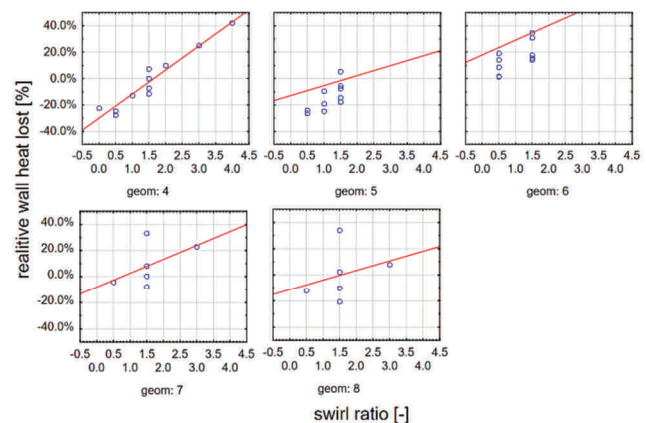 40.0%
20.0%
0.0%
-20.0%
-40.0%
-0.5 0.5 1.5 2.5 3.5 4.5
0.0 1.0 2.0 3.0 4.0
geom: 4
-0.5 0.5 1.5 2.5 3.5 4.5
0.0 1.0 2.0 3.0 4.0
geom: 5
-0.5 0.5 1.5 2.5 3.5 4.5
0.0 1.0 2.0 3.0 4.0
geom: 6
realitive wall heat lost [%]
40.0%
20.0%
0.0%
-20.0%
-40.0%
-0.5 0.5 1.5 2.5 3.5 4.5
0.0 1.0 2.0 3.0 4.0
geom: 7
-0.5 0.5 1.5 2.5 3.5 4.5
0.0 1.0 2.0 3.0 4.0
geom: 8
swirl ratio [-]